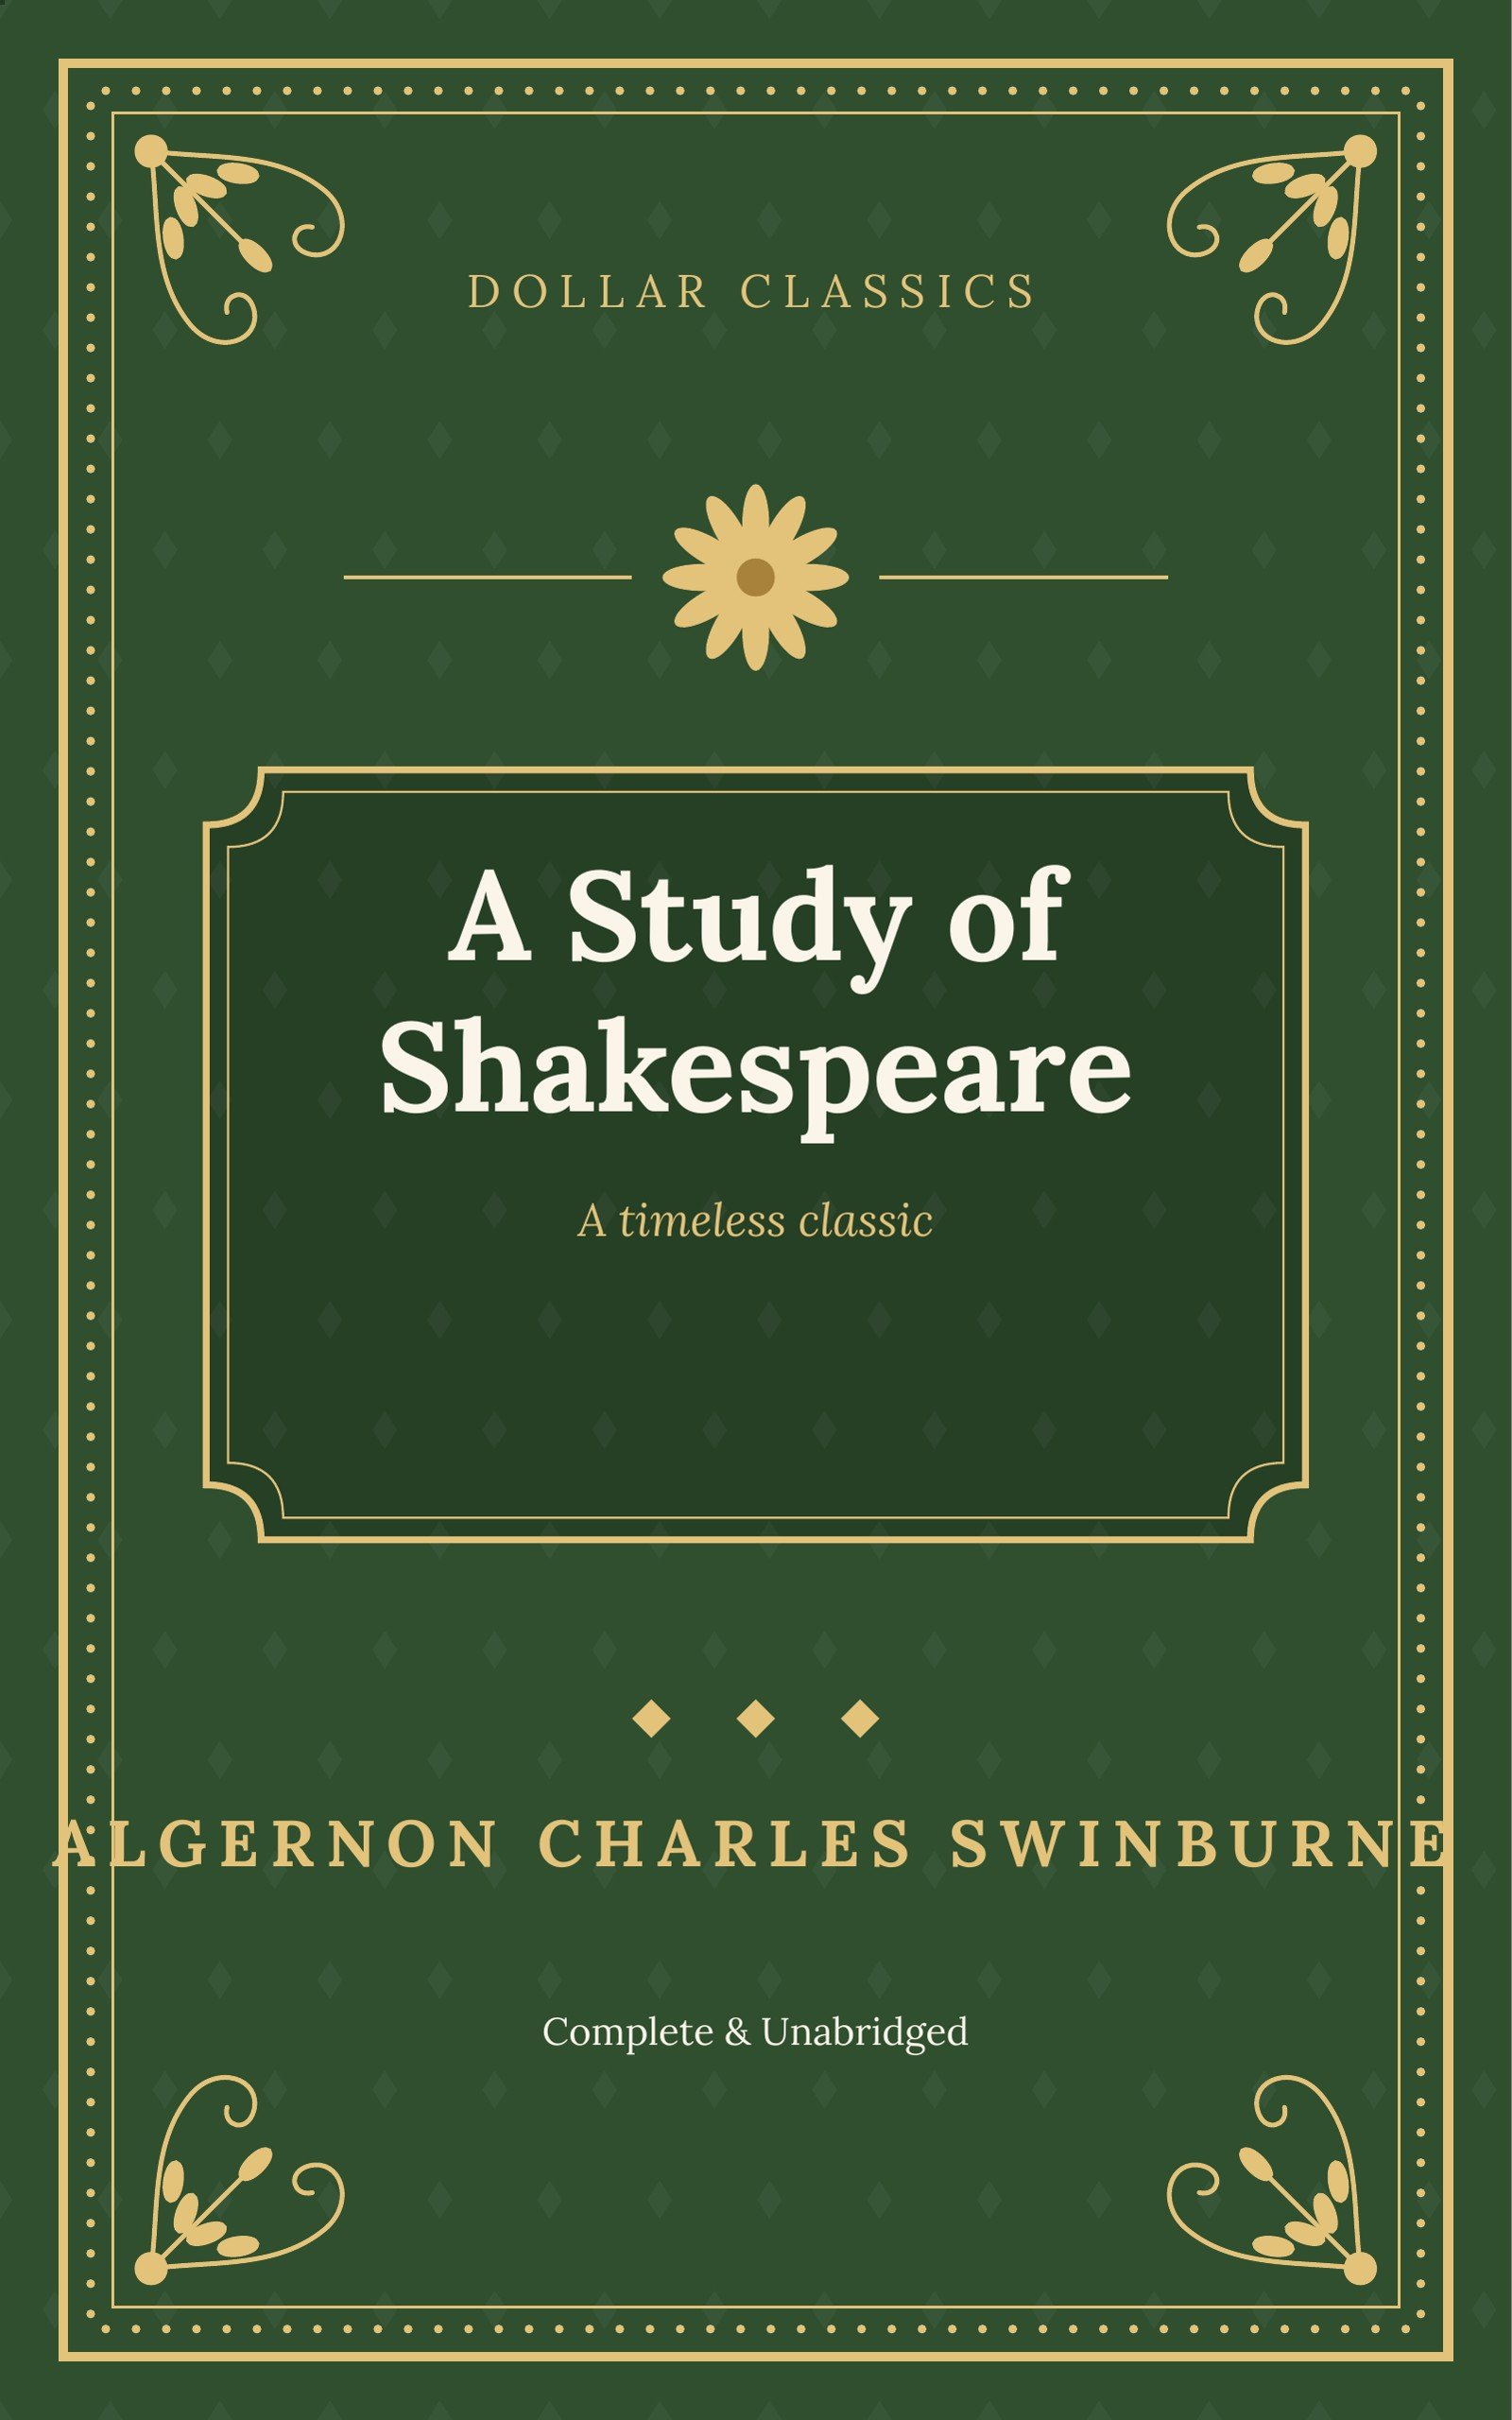 DOLLAR CLASSICS
A Study of
Shakespeare
A timeless classic
ALGERNON CHARLES SWINBURNE
Complete & Unabridged